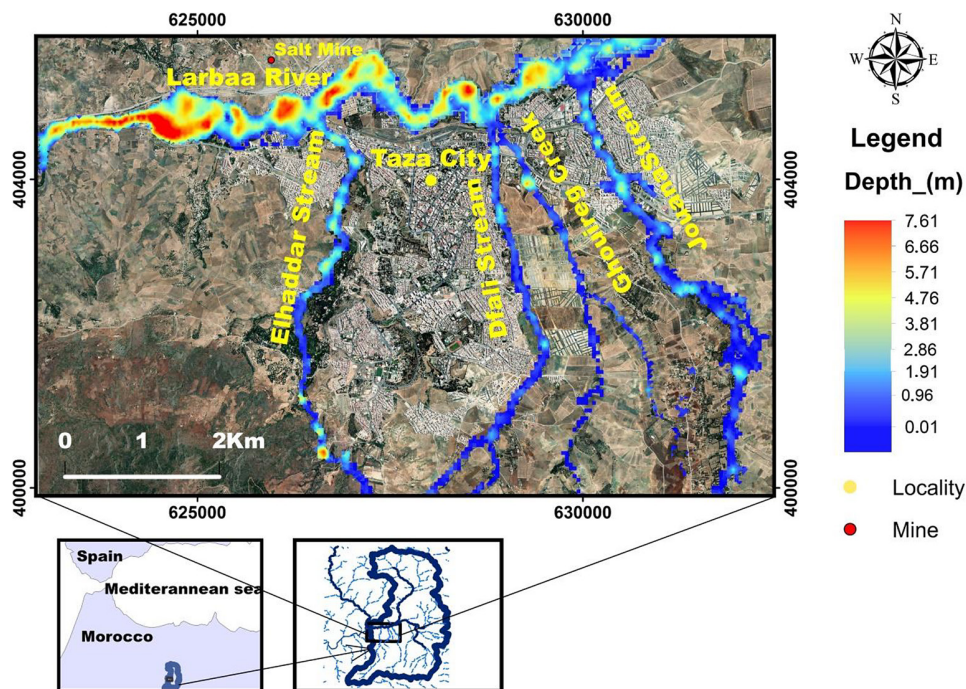 625000
630000
N
W
E
S
Salt Mine
Larbaa River
Taza City
Elhaddar Stream
Dfali Stream
Ghouireg Creek
JouanaStream
404000
404000
400000
400000
0 1 2Km
625000
630000
Legend
Depth_(m)
7.61
6.66
5.71
4.76
3.81
2.86
1.91
0.96
0.01
Locality
Mine
Spain
Mediterannean sea
Morocco